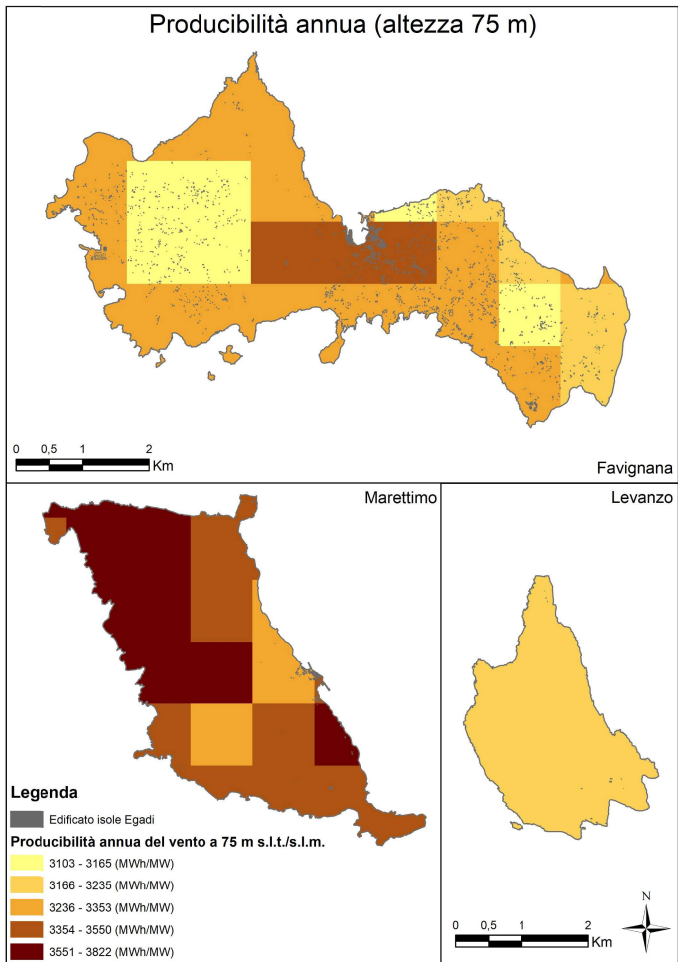 Producibilità annua (altezza 75 m)
0 0,5 1 2
Km
Favignana
Marettimo
Levanzo
Legenda
Edificato isole Egadi
Producibilità annua del vento a 75 m s.l.t./s.l.m.
3103 - 3165 (MWh/MW)
3166 - 3235 (MWh/MW)
3236 - 3353 (MWh/MW)
3354 - 3550 (MWh/MW)
3551 - 3822 (MWh/MW)
N
0 0,5 1 2
Km